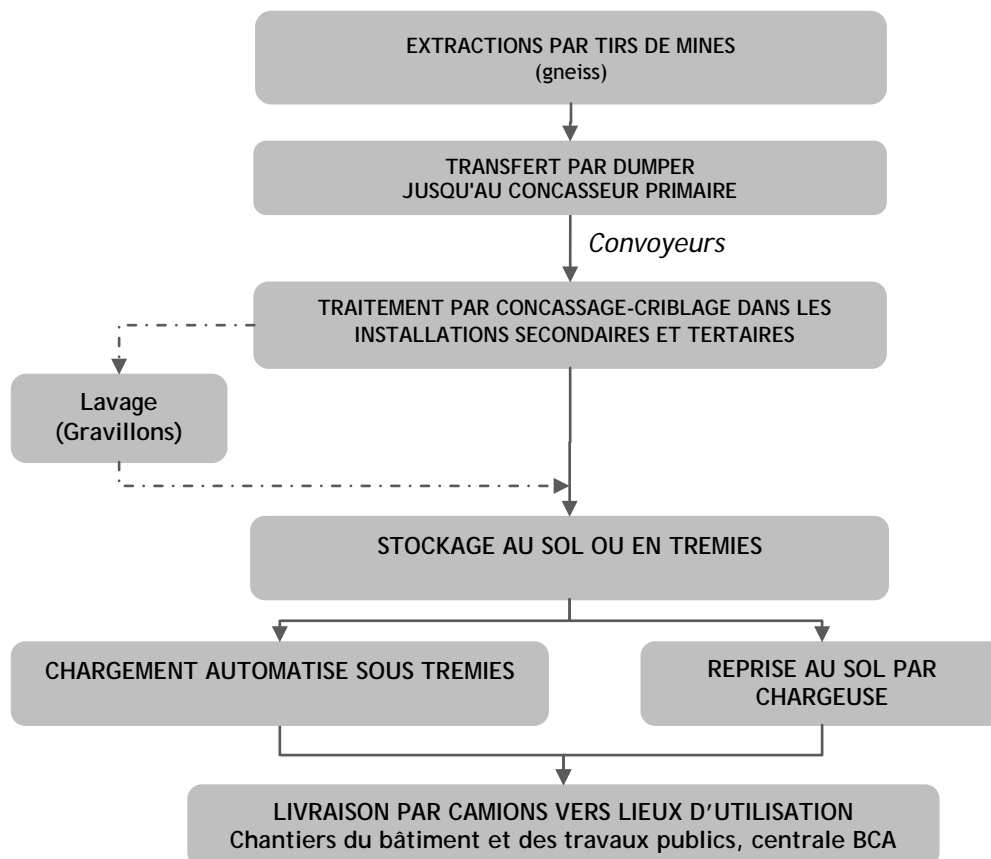 EXTRACTIONS PAR TIRS DE MINES
(gneiss)
TRANSFERT PAR DUMPER
JUSQU'AU CONCASSEUR PRIMAIRE
Convoyeurs
TRAITEMENT PAR CONCASSAGE-CRIBLAGE DANS LES
INSTALLATIONS SECONDAIRES ET TERTAIRES
Lavage
(Gravillons)
STOCKAGE AU SOL OU EN TREMIES
CHARGEMENT AUTOMATISE SOUS TREMIES
REPRISE AU SOL PAR
CHARGEUSE
LIVRAISON PAR CAMIONS VERS LIEUX D'UTILISATION
Chantiers du bâtiment et des travaux publics, centrale BCA